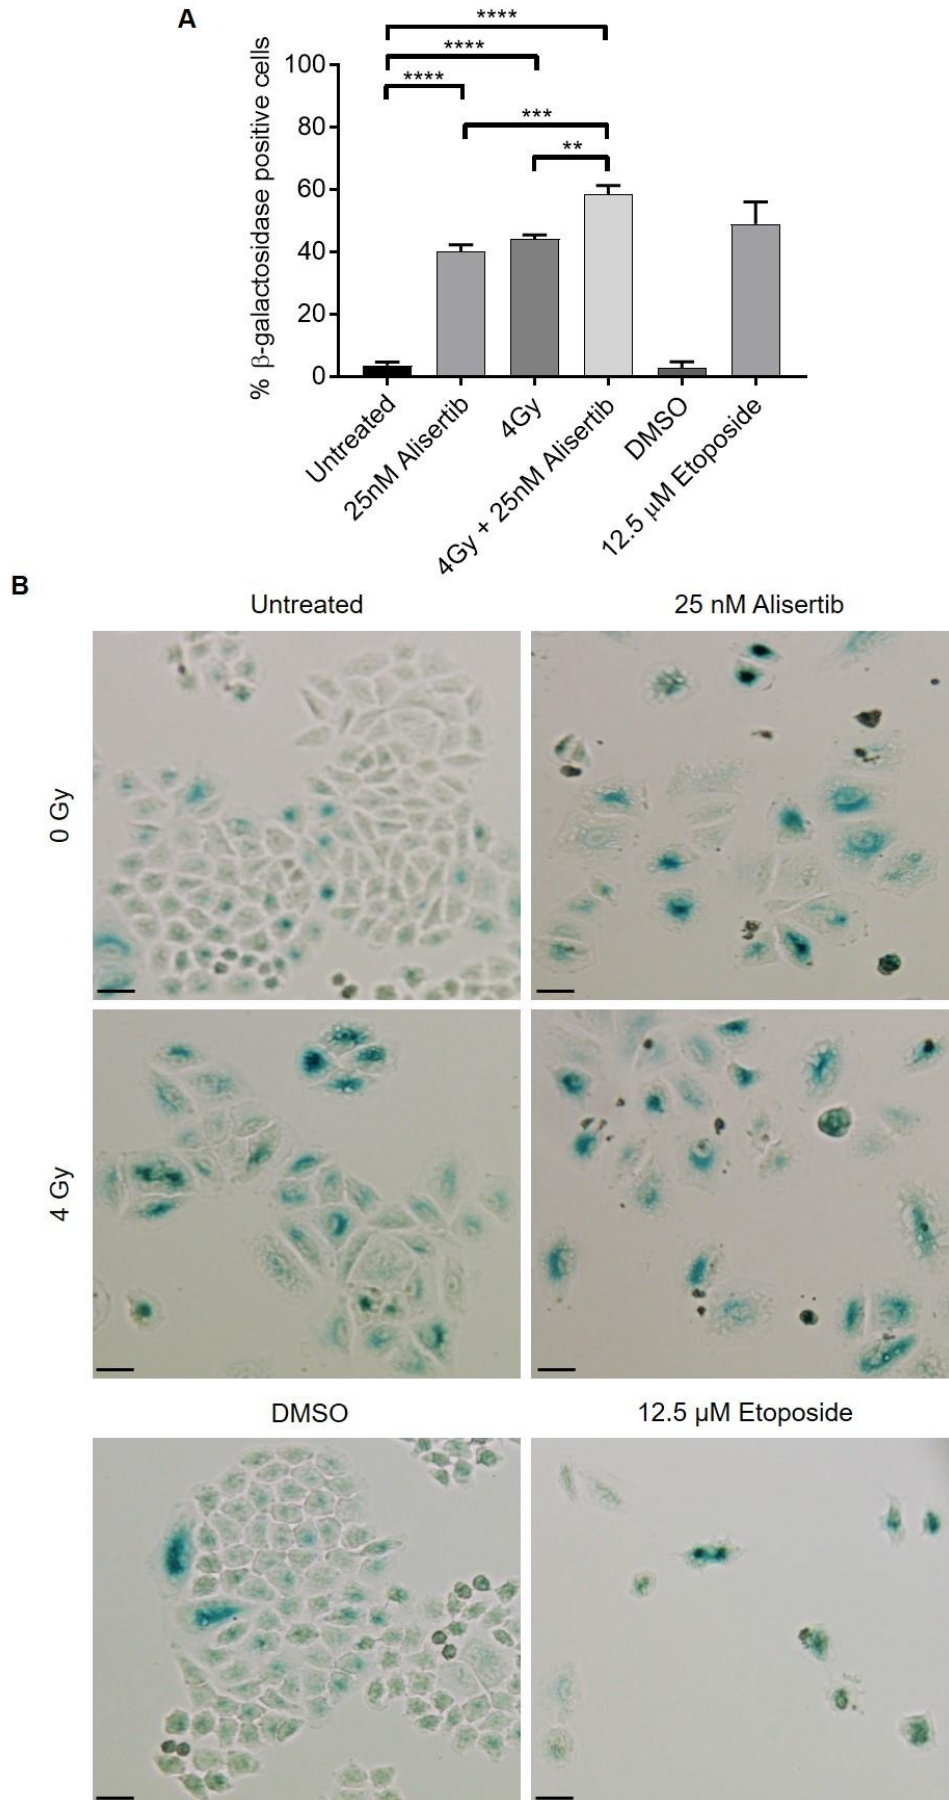 A
****
****
****
***
**
% β-galactosidase positive cells
100
80
60
40
20
0
Untreated
25nM Alisertib
4Gy
4Gy + 25nM Alisertib
DMSO
12.5 μM Etoposide
B
Untreated
25 nM Alisertib
0 Gy
4 Gy
DMSO
12.5 μM Etoposide